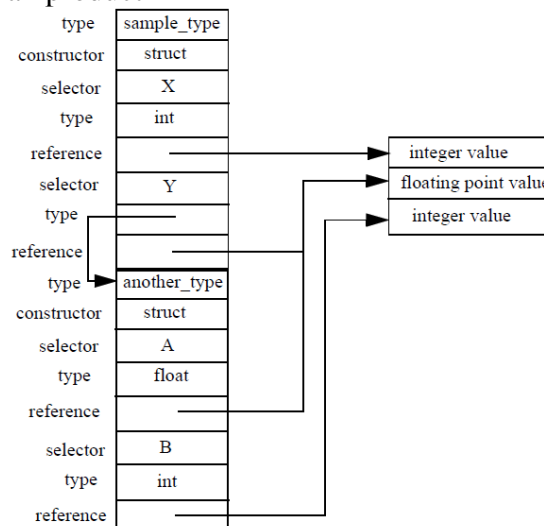 type sample_type
constructor struct
selector X
type int
reference integer value
selector Y floating point value
type integer value
reference
type another_type
constructor struct
selector A
type float
reference
selector B
type int
reference